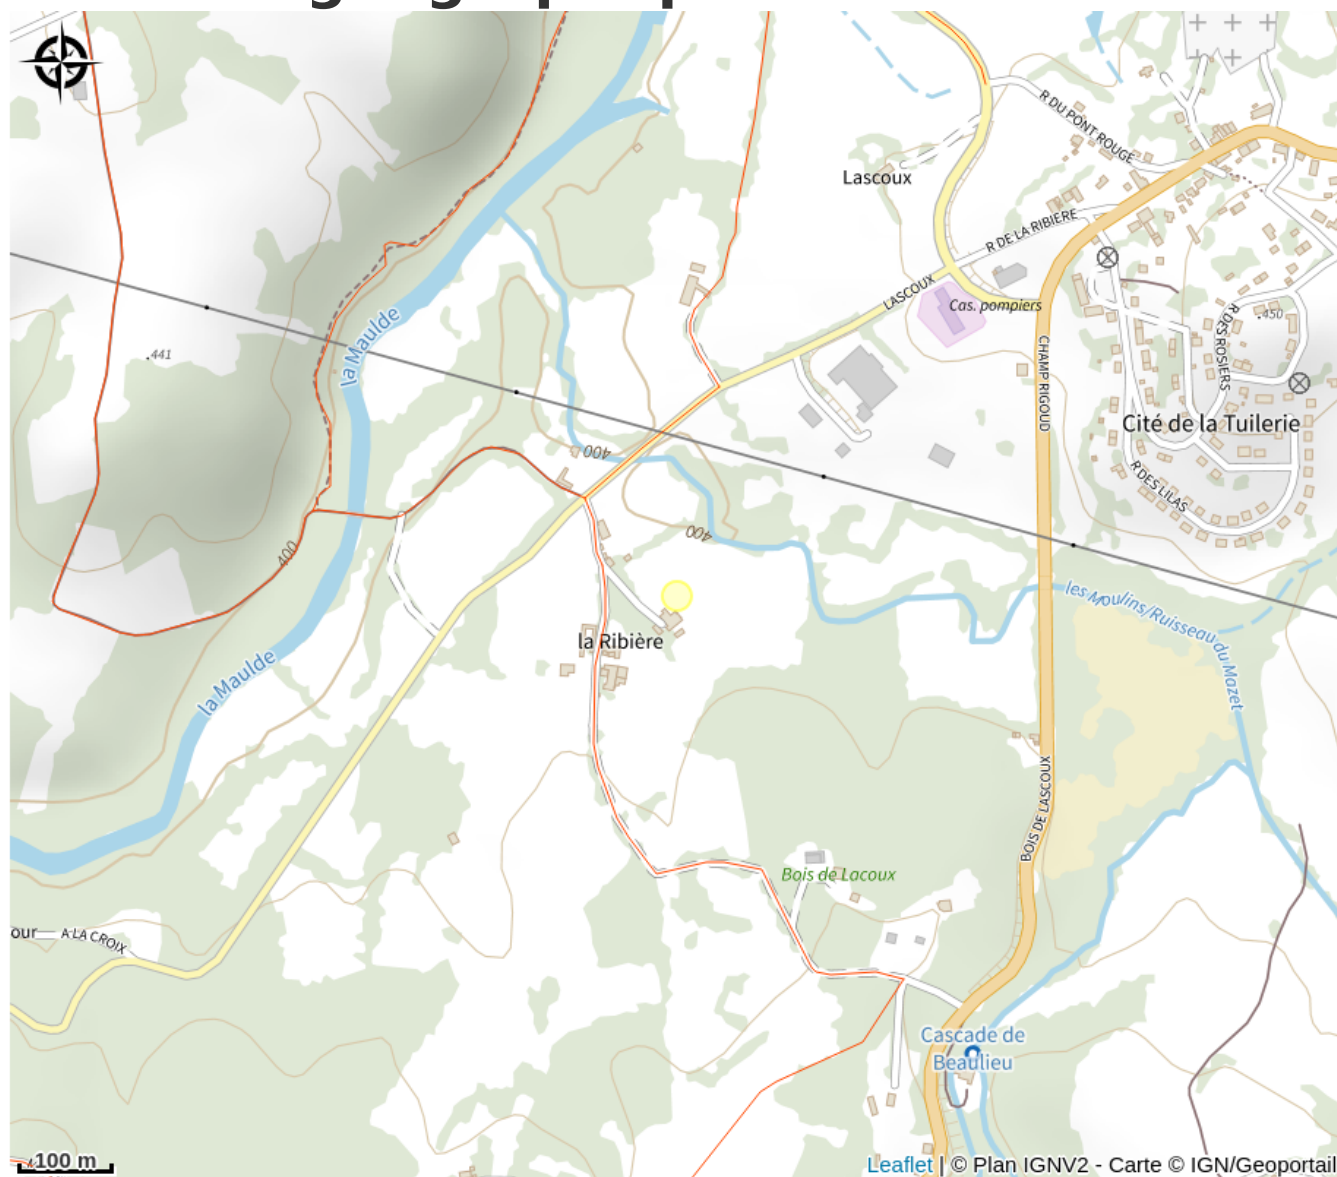 R DU PONT ROUGE
Lascoux
R DE LA RIBIÈRE
LASCOUX
Cas. pompiers
R DES ROSIERS
450
la Maulde
441
CHAMP RIGOUD
Cité de la Tuilerie
400
R DES LILAS
400
400
les Moulins/Ruisseau du Mazet
la Ribière
la Maulde
BOIS DE LASCOUX
Bois de Lacoux
our
A LA CROIX
Cascade de
Beaulieu
100 m
Leaflet | © Plan IGNV2 - Carte © IGN/Geoportail